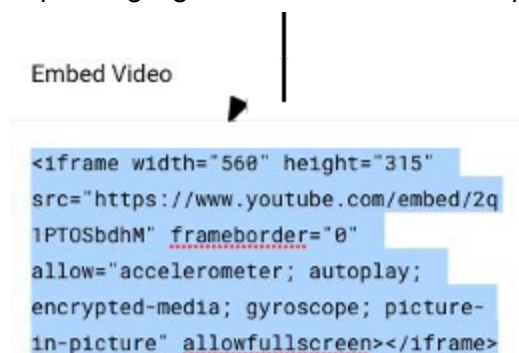 Embed Video
<iframe width="560" height="315"
src="https://www.youtube.com/embed/2q
1PTOSbdhM" frameborder="0"
allow="accelerometer; autoplay;
encrypted-media; gyroscope; picture-
in-picture" allowfullscreen></iframe>